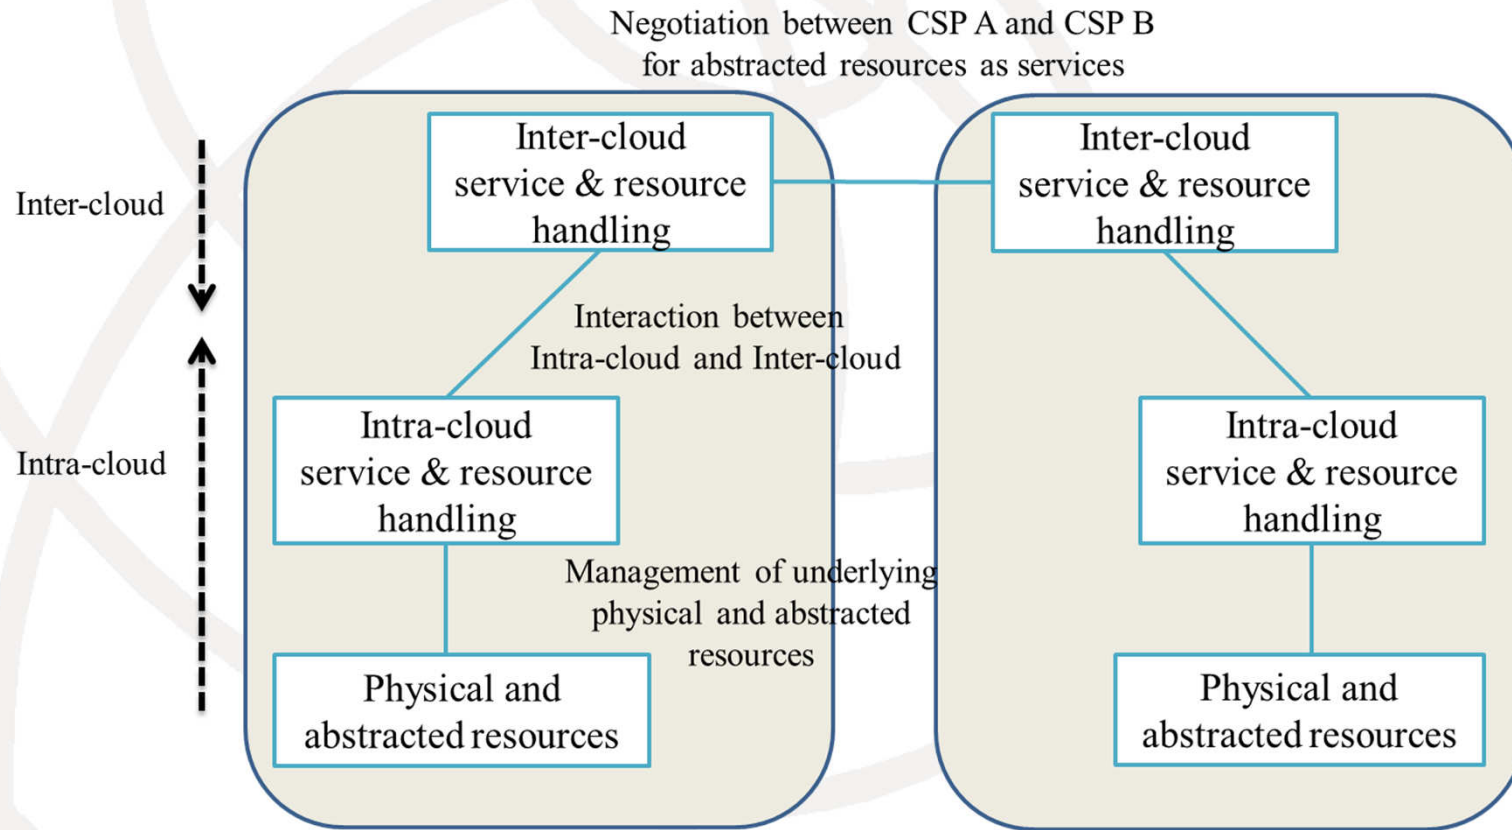 Negotiation between CSP A and CSP B
for abstracted resources as services
Inter-cloud
service & resource
handling
Inter-cloud
service & resource
handling
Inter-cloud
Interaction between
Intra-cloud and Inter-cloud
Intra-cloud
service & resource
handling
Intra-cloud
service & resource
handling
Intra-cloud
Management of underlying
physical and abstracted
resources
Physical and
abstracted resources
Physical and
abstracted resources